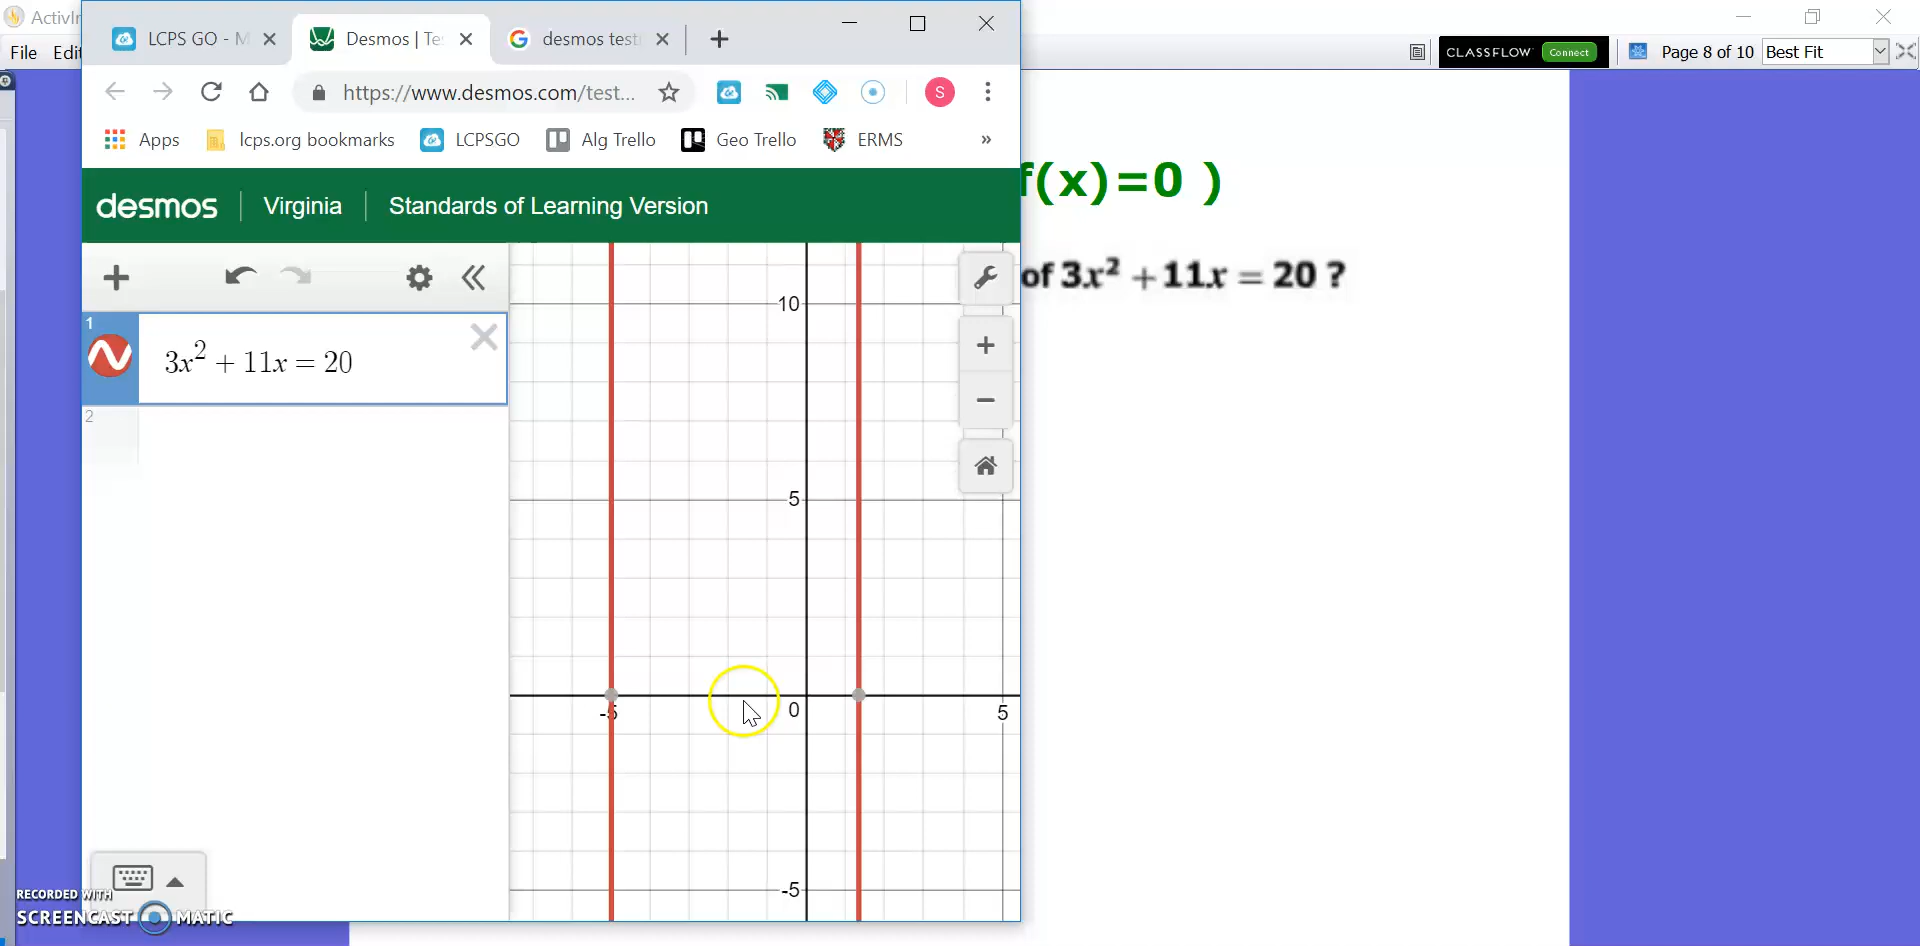 ActivIn
LCPS GO - M
Desmos | Te
desmos test
File Edit
CLASSFLOW Connect
Page 8 of 10 Best Fit
https://www.desmos.com/test...
S
Apps lcps.org bookmarks LCPSGO Alg Trello Geo Trello ERMS »
desmos Virginia Standards of Learning Version
f(x)=0 )
of 3x² + 11x = 20 ?
1
3x² + 11x = 20
2
10
5
-5 0 5
-5
RECORDED WITH
SCREENCAST MATIC